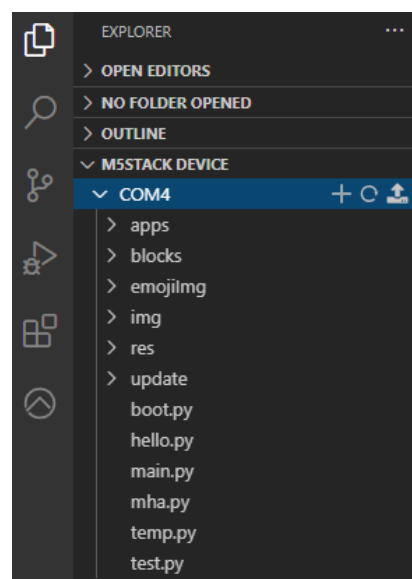 EXPLORER
OPEN EDITORS
NO FOLDER OPENED
OUTLINE
M5STACK DEVICE
COM4
apps
blocks
emojiImg
img
res
update
boot.py
hello.py
main.py
mha.py
temp.py
test.py